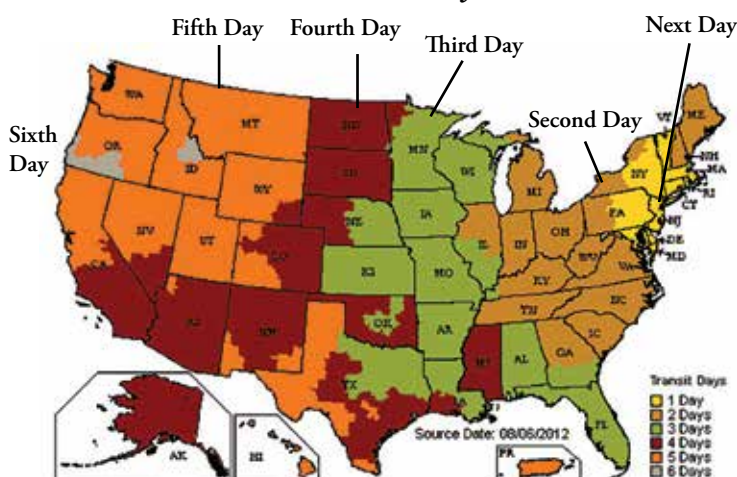 Fifth Day
Fourth Day
Third Day
Next Day
Second Day
Sixth
Day
WA
MT
ND
MN
WI
MI
VT
ME
NH
MA
RI
CT
NJ
DE
MD
NY
PA
OR
ID
WY
SD
IA
NE
NV
UT
CO
KS
MO
IL
IN
OH
WV
VA
KY
CA
AZ
NM
OK
AR
TN
NC
SC
GA
AL
TX
LA
FL
AK
HI
PR
Source Date: 08/06/2012
Transit Days
1 Day
2 Days
3 Days
4 Days
5 Days
6 Days